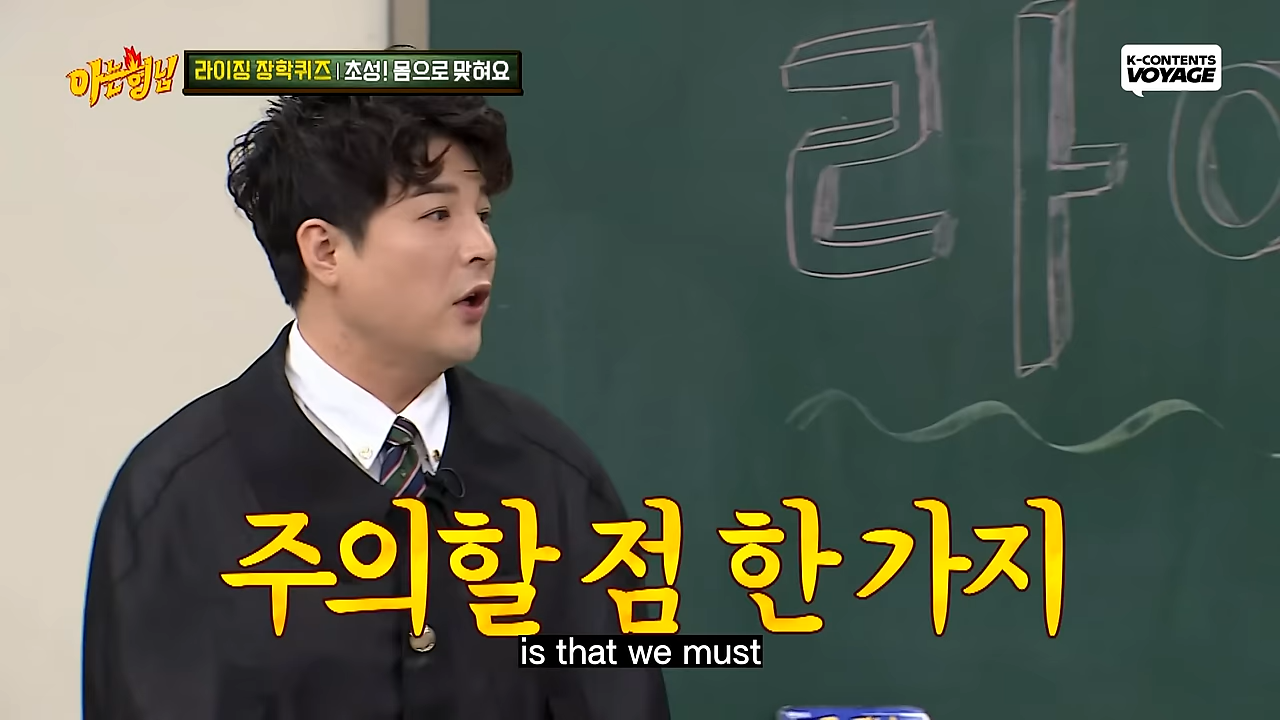 아는형님
라이징 장학퀴즈 | 초성! 몸으로 맞혀요
K-CONTENTS
VOYAGE
라이
주의할 점 한 가지
is that we must